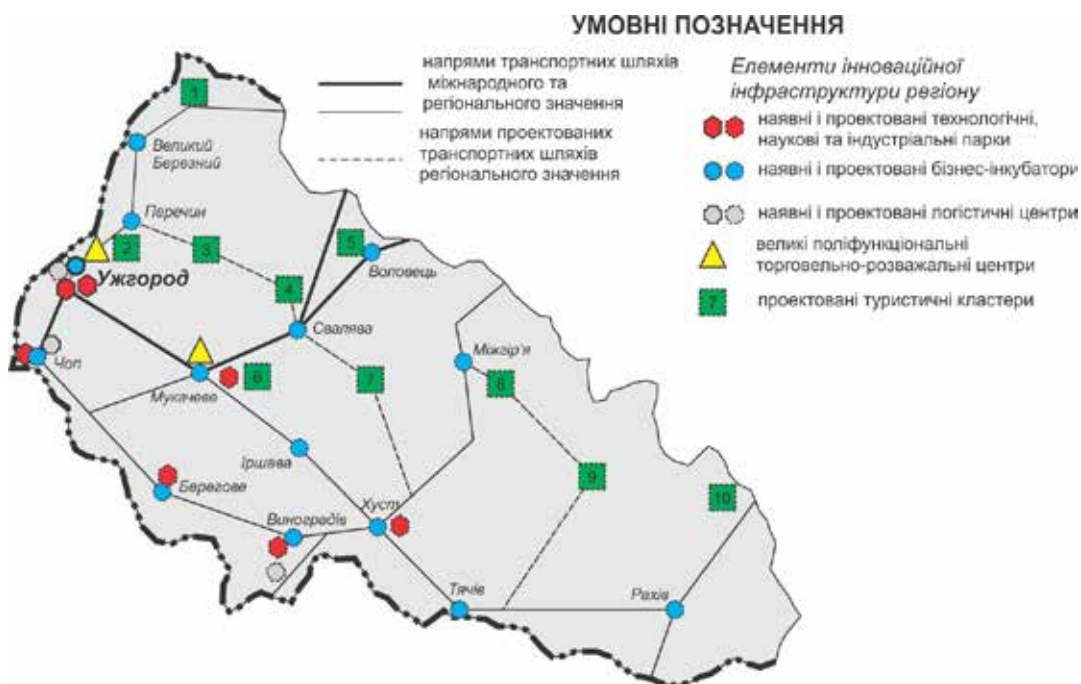 УМОВНІ ПОЗНАЧЕННЯ
напрями транспортних шляхів
міжнародного та
регіонального значення
напрями проектованих
транспортних шляхів
регіонального значення
Елементи інноваційної
інфраструктури регіону
наявні і проектовані технологічні,
наукові та індустріальні парки
наявні і проектовані бізнес-інкубатори
наявні і проектовані логістичні центри
великі поліфункціональні
торговельно-розважальні центри
7
проектовані туристичні кластери
1
Великий
Березний
Перечин
2
3
Ужгород
4
5
Воловець
Свалява
Чоп
Мукачеве
6
7
Міжгір'я
8
Іршава
Берегове
Виноградів
Хуст
9
10
Тячів
Рахів